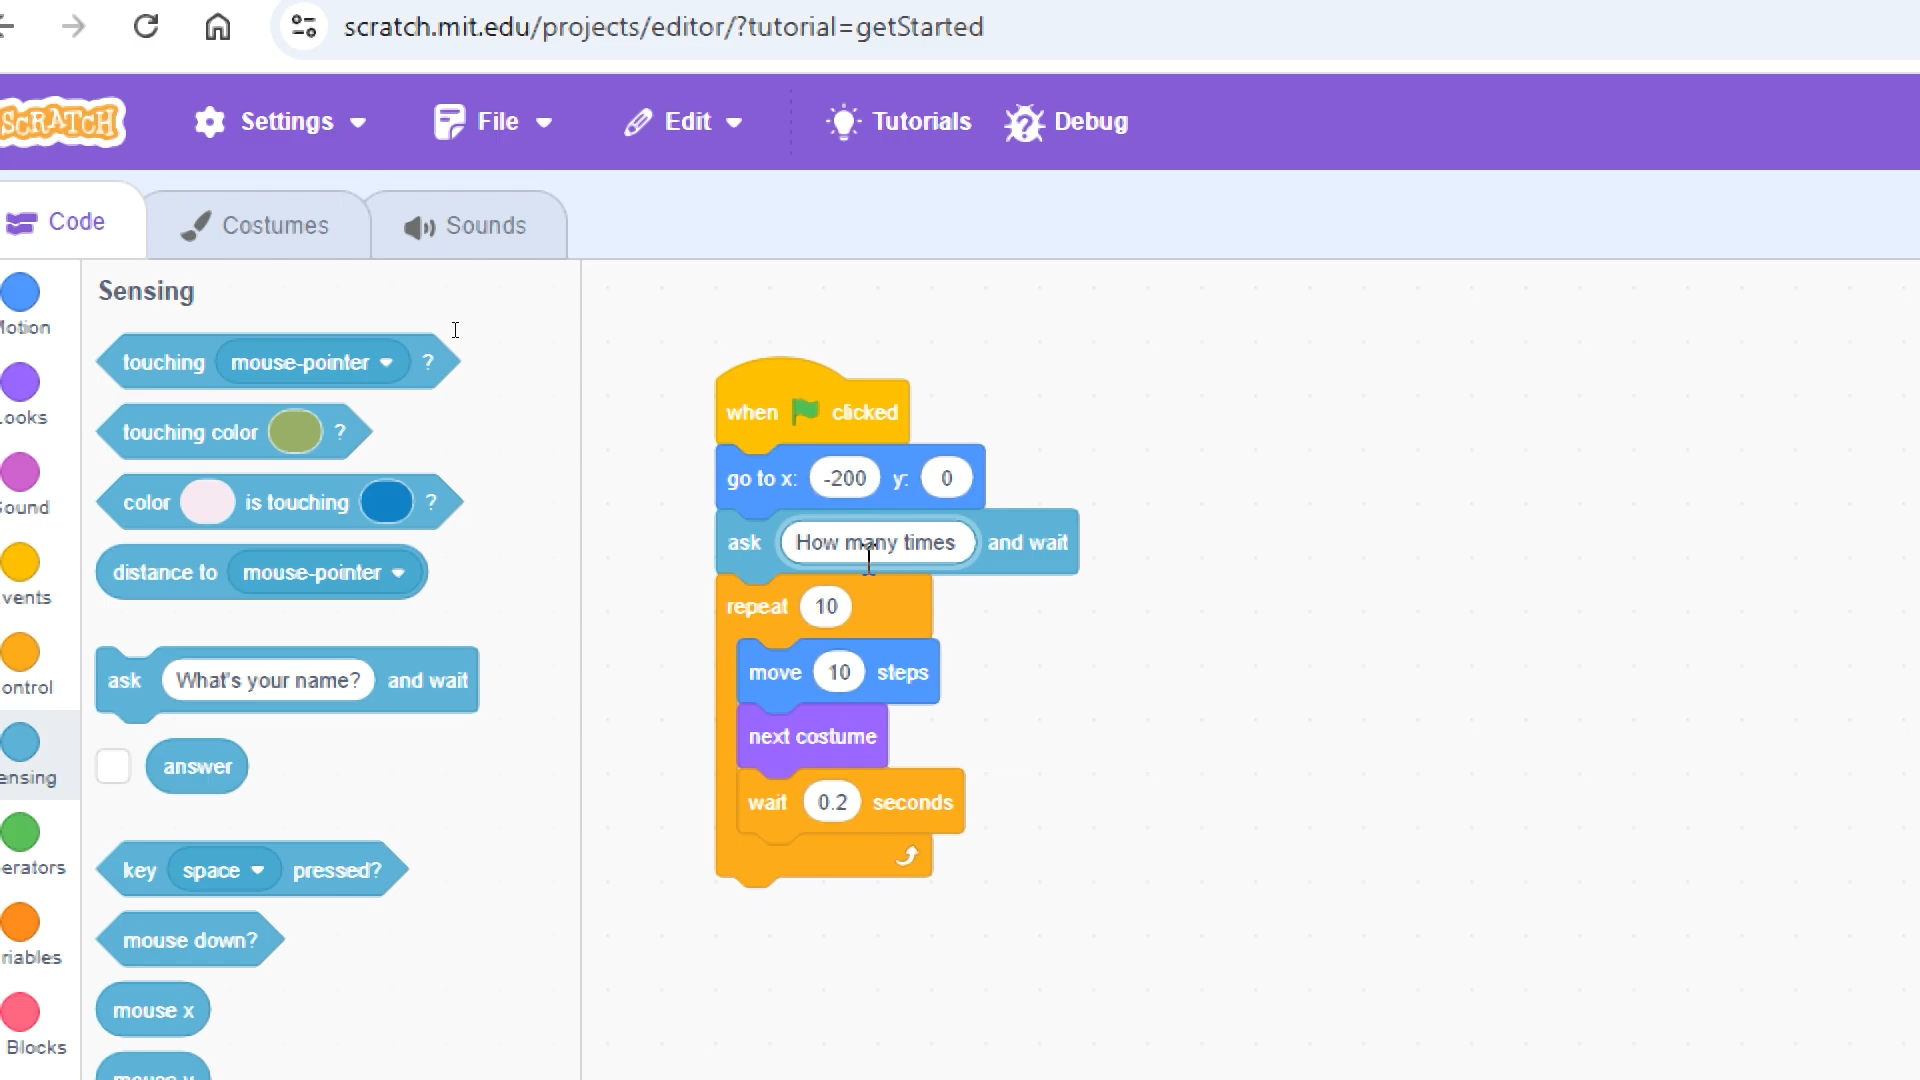 scratch.mit.edu/projects/editor/?tutorial=getStarted
SCRATCH
Settings
File
Edit
Tutorials
Debug
Code
Costumes
Sounds
Motion
Looks
Sound
vents
ontrol
ensing
erators
riables
Blocks
Sensing
touching mouse-pointer ?
touching color ?
color is touching ?
distance to mouse-pointer
ask What's your name? and wait
answer
key space pressed?
mouse down?
mouse x
mouse y
when clicked
go to x: -200 y: 0
ask How many times and wait
repeat 10
move 10 steps
next costume
wait 0.2 seconds